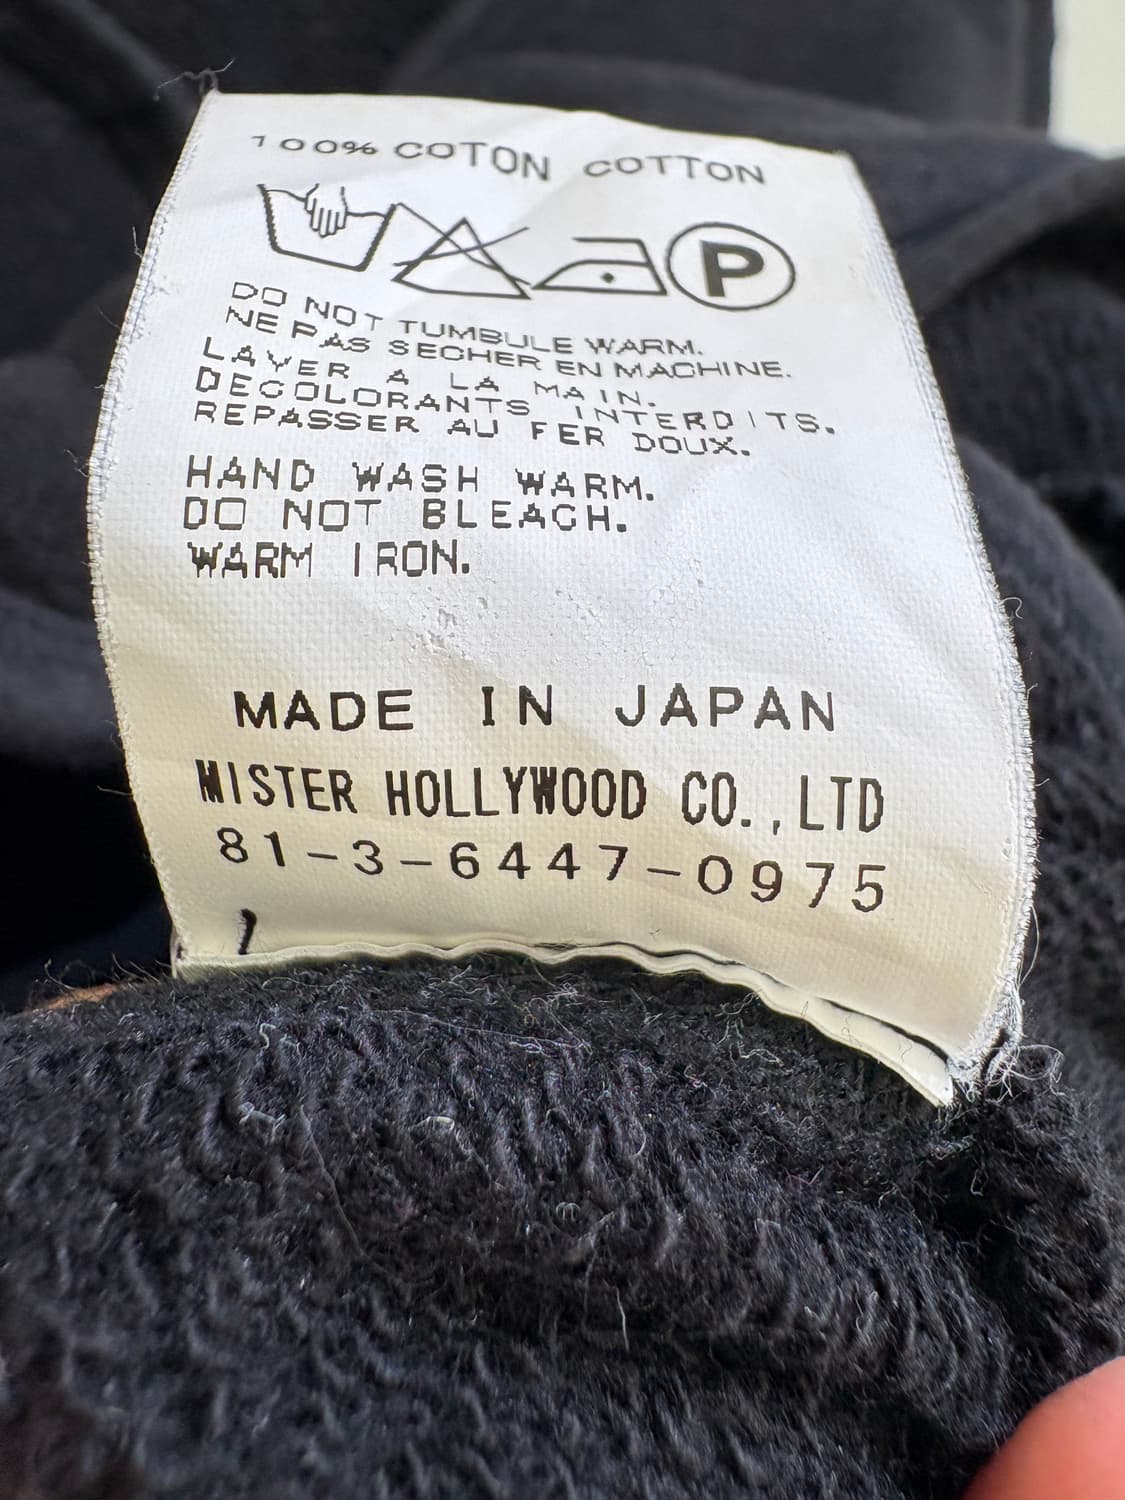 100% COTON COTTON
P
DO NOT TUMBULE WARM.
NE PAS SECHER EN MACHINE.
LAVER A LA MAIN.
DECOLORANTS INTERDITS.
REPASSER AU FER DOUX.
HAND WASH WARM.
DO NOT BLEACH.
WARM IRON.
MADE IN JAPAN
MISTER HOLLYWOOD CO.,LTD
81-3-6447-0975